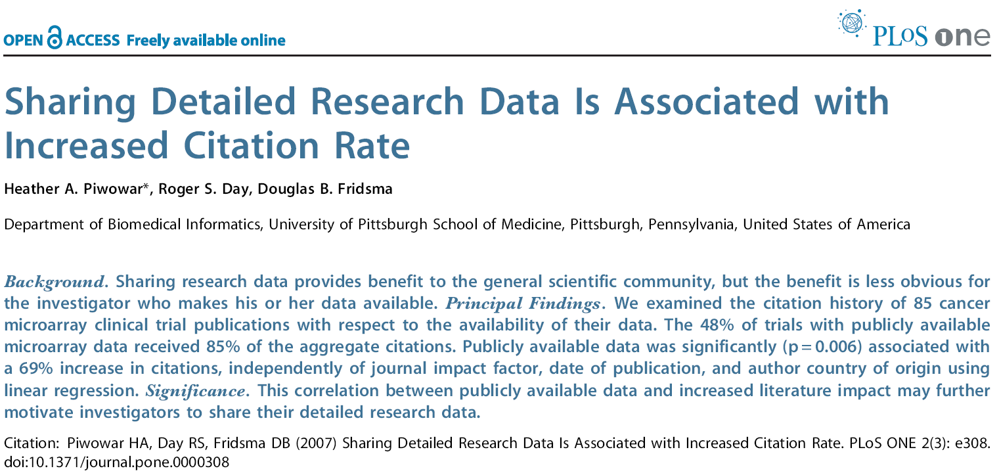 OPEN ACCESS Freely available online
PLoS one
Sharing Detailed Research Data Is Associated with
Increased Citation Rate
Heather A. Piwowar*, Roger S. Day, Douglas B. Fridsma
Department of Biomedical Informatics, University of Pittsburgh School of Medicine, Pittsburgh, Pennsylvania, United States of America
Background. Sharing research data provides benefit to the general scientific community, but the benefit is less obvious for
the investigator who makes his or her data available. Principal Findings. We examined the citation history of 85 cancer
microarray clinical trial publications with respect to the availability of their data. The 48% of trials with publicly available
microarray data received 85% of the aggregate citations. Publicly available data was significantly (p = 0.006) associated with
a 69% increase in citations, independently of journal impact factor, date of publication, and author country of origin using
linear regression. Significance. This correlation between publicly available data and increased literature impact may further
motivate investigators to share their detailed research data.
Citation: Piwowar HA, Day RS, Fridsma DB (2007) Sharing Detailed Research Data Is Associated with Increased Citation Rate. PLoS ONE 2(3): e308.
doi:10.1371/journal.pone.0000308